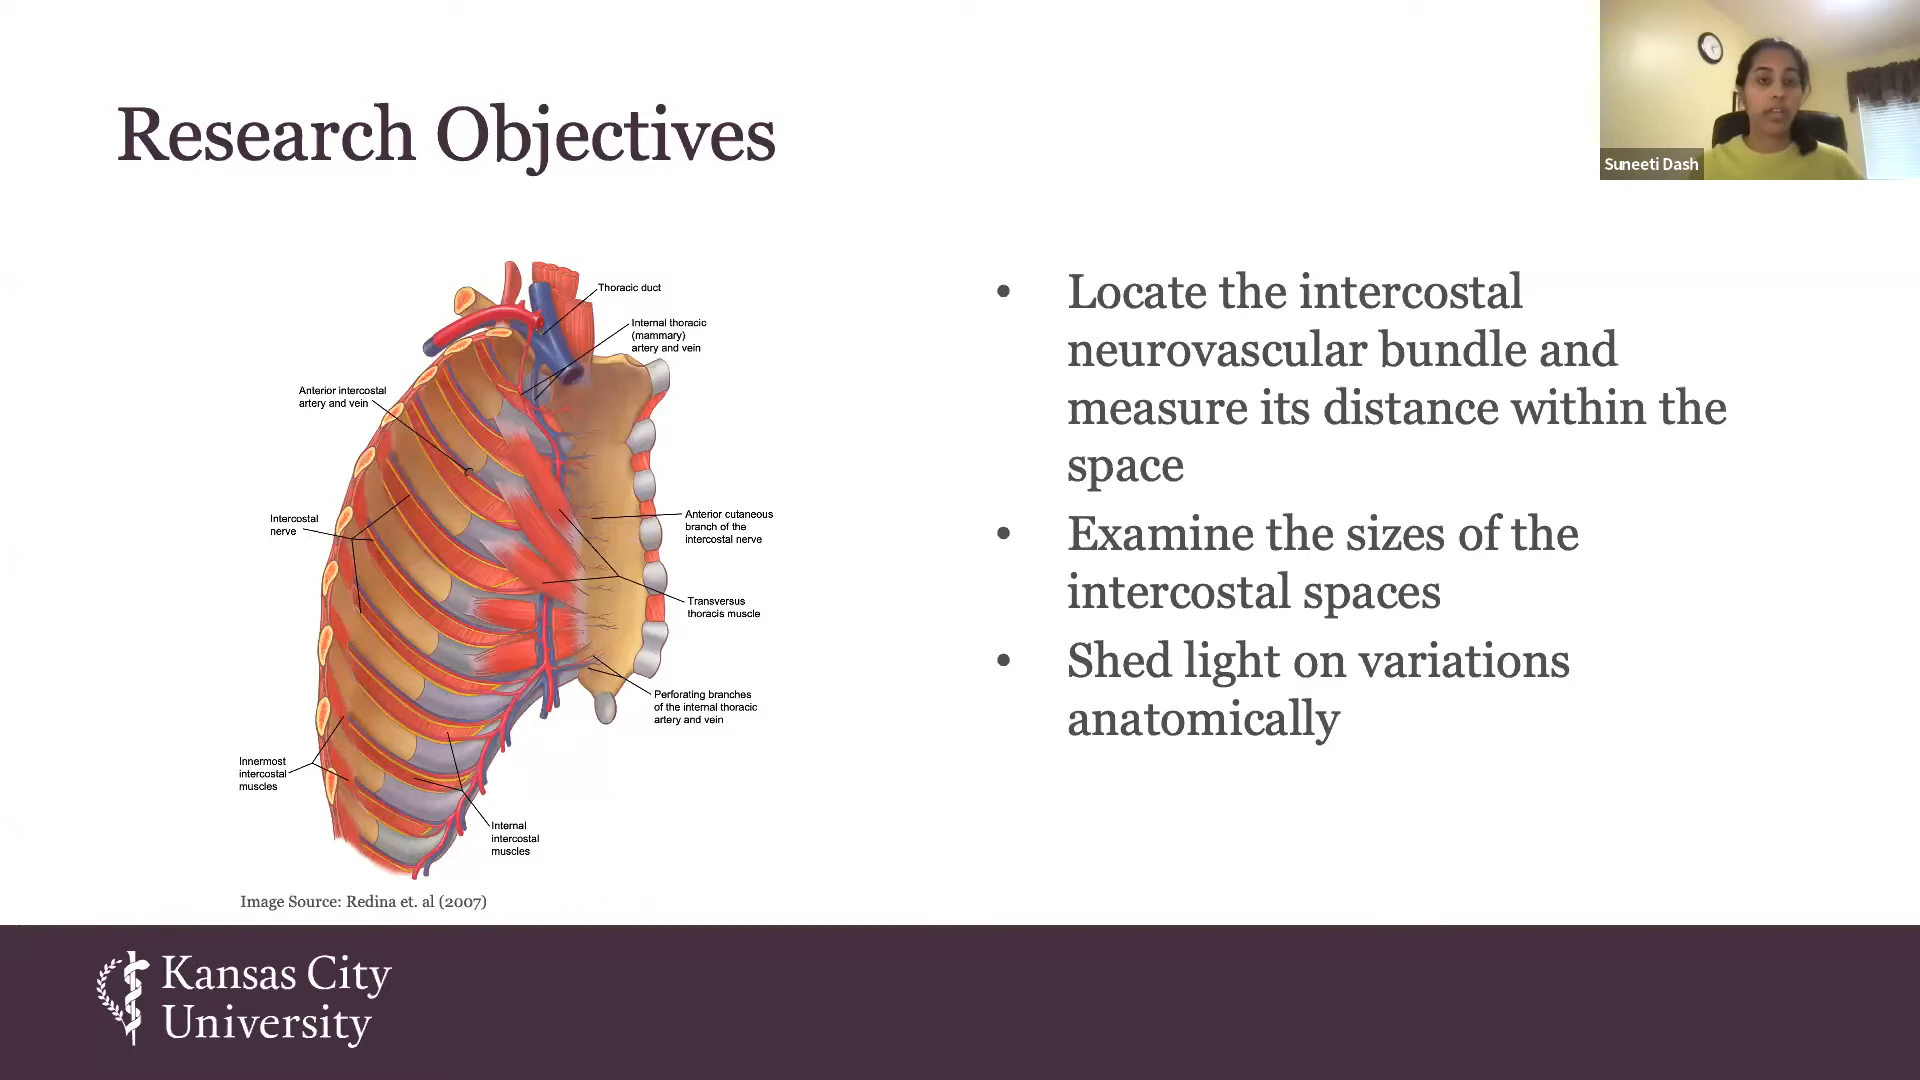 Research Objectives
Suneeti Dash
Thoracic duct
Internal thoracic
(mammary)
artery and vein
Anterior intercostal
artery and vein
Intercostal
nerve
Anterior cutaneous
branch of the
intercostal nerve
Transversus
thoracis muscle
Perforating branches
of the internal thoracic
artery and vein
Innermost
intercostal
muscles
Internal
intercostal
muscles
Image Source: Redina et. al (2007)
• Locate the intercostal
neurovascular bundle and
measure its distance within the
space
• Examine the sizes of the
intercostal spaces
• Shed light on variations
anatomically
Kansas City
University